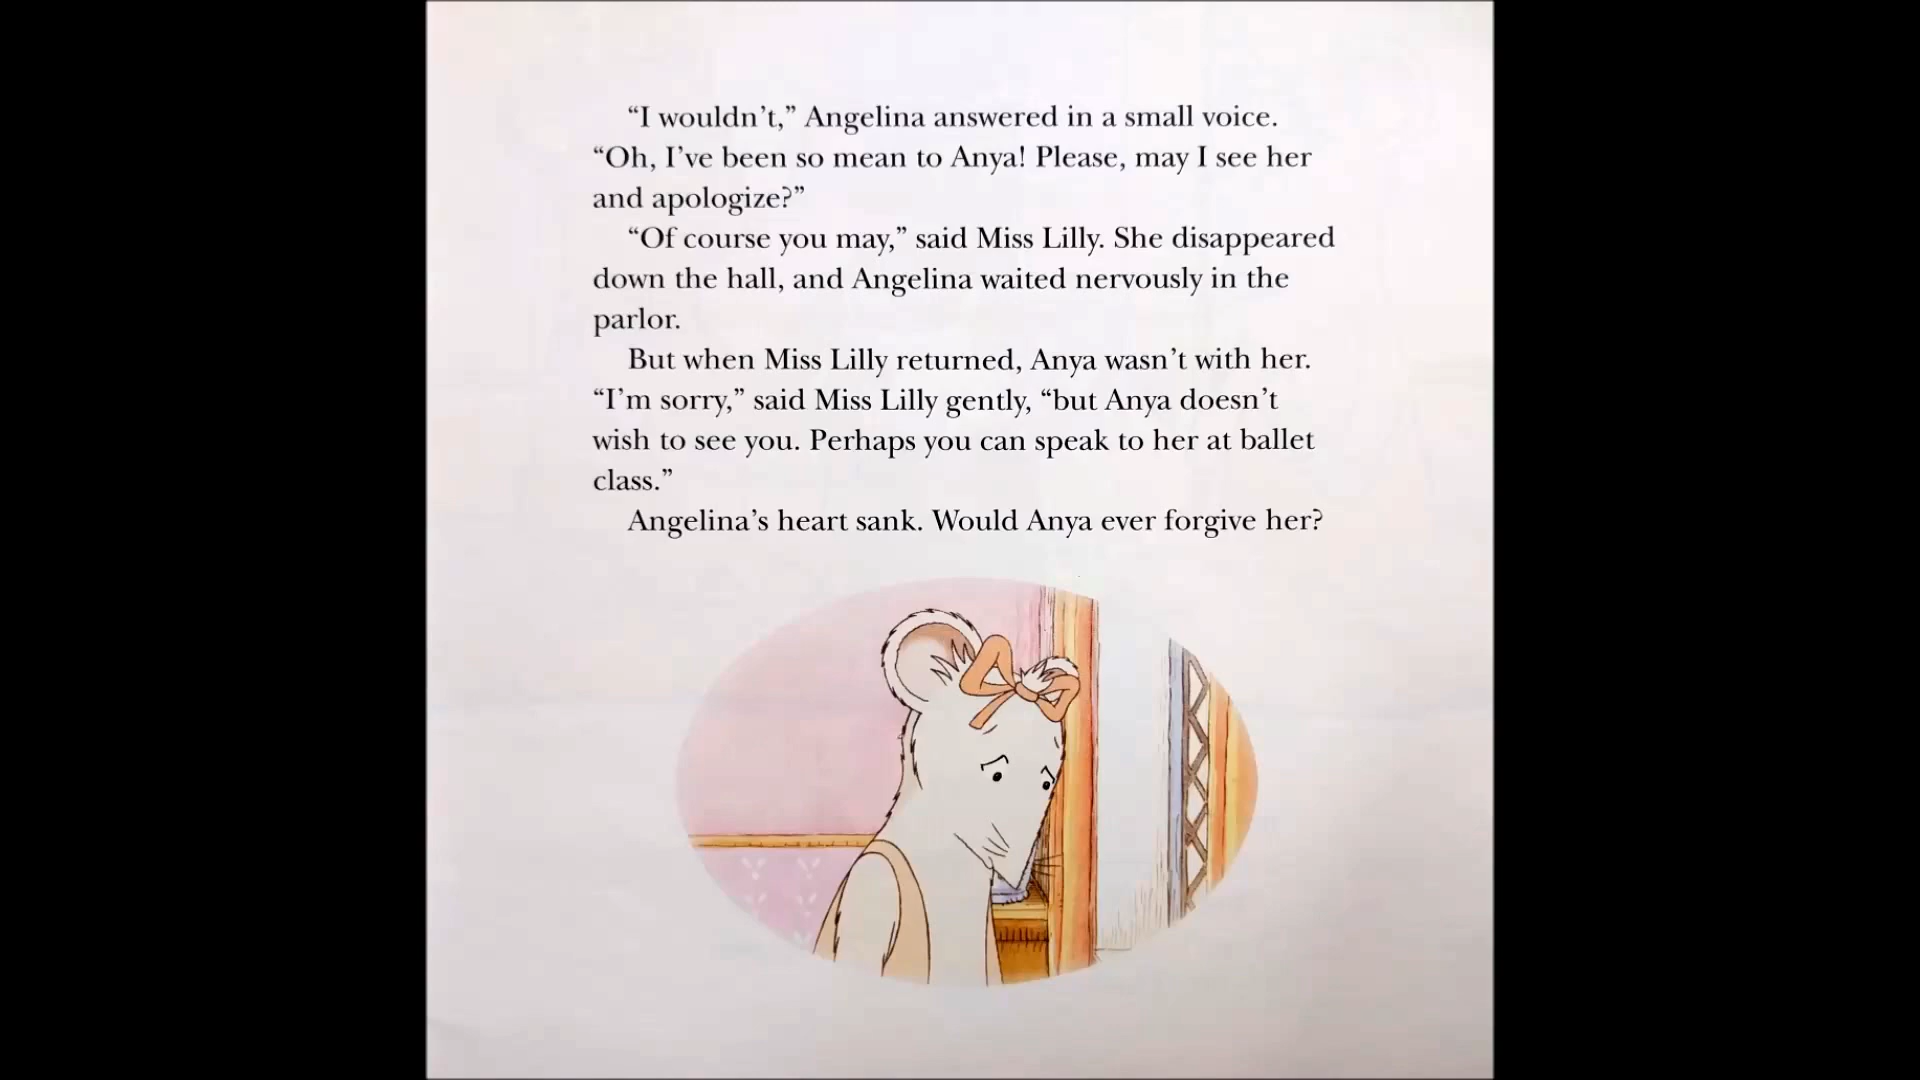 “I wouldn’t,” Angelina answered in a small voice.
“Oh, I’ve been so mean to Anya! Please, may I see her
and apologize?”
“Of course you may,” said Miss Lilly. She disappeared
down the hall, and Angelina waited nervously in the
parlor.
But when Miss Lilly returned, Anya wasn’t with her.
“I’m sorry,” said Miss Lilly gently, “but Anya doesn’t
wish to see you. Perhaps you can speak to her at ballet
class.”
Angelina’s heart sank. Would Anya ever forgive her?